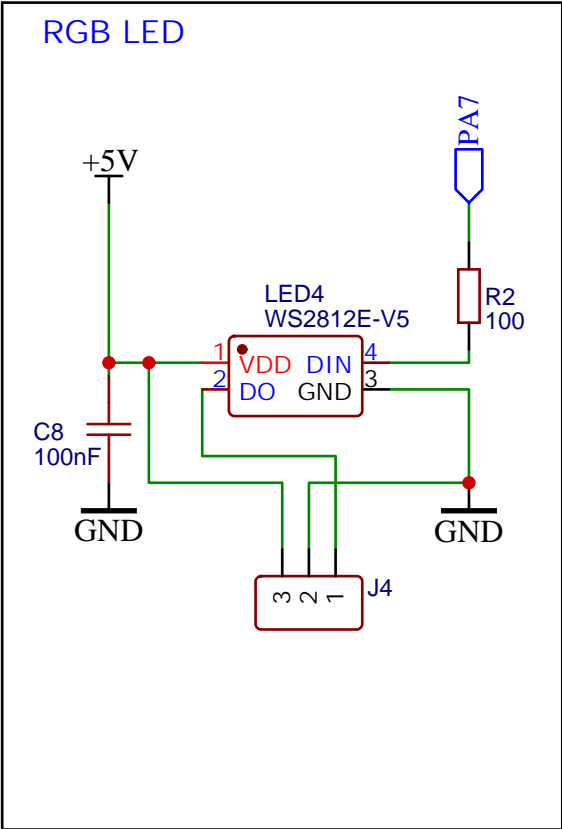 RGB LED
PA7
+5V
LED4
WS2812E-V5
R2
100
1
VDD
DIN
4
2
DO
GND
3
C8
100nF
GND
GND
3
2
1
J4